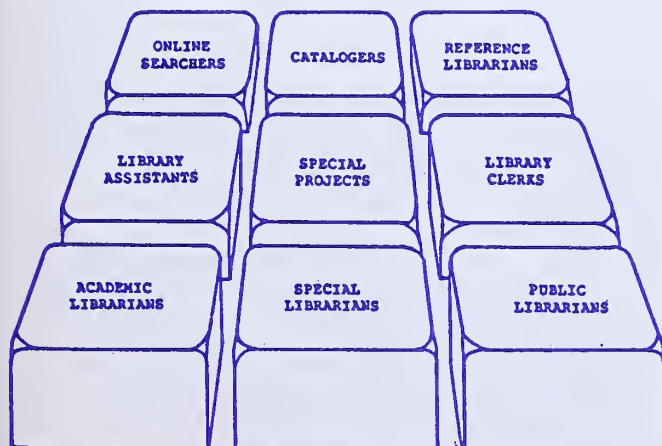 ONLINE
SEARCHERS
CATALOGERS
REFERENCE
LIBRARIANS
LIBRARY
ASSISTANTS
SPECIAL
PROJECTS
LIBRARY
CLERKS
ACADEMIC
LIBRARIANS
SPECIAL
LIBRARIANS
PUBLIC
LIBRARIANS